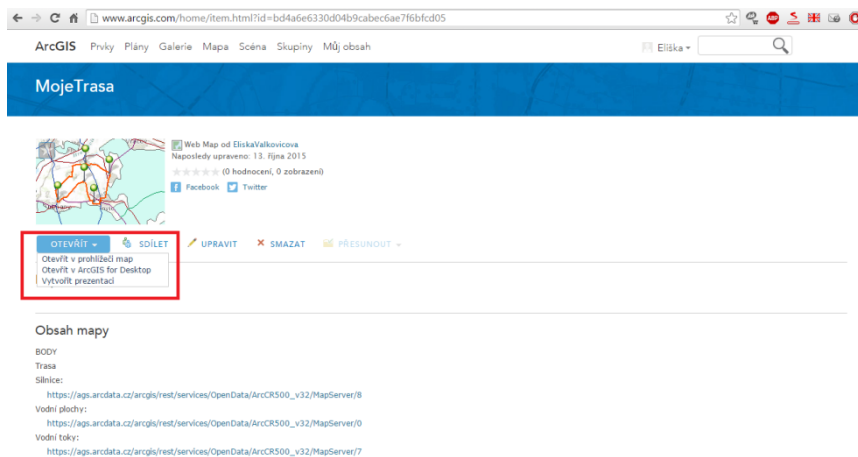 www.arcgis.com/home/item.html?id=bd4a6e6330d04b9cabec6ae7f6bfcd05
ArcGIS Prvky Plány Galerie Mapa Scéna Skupiny Můj obsah Eliška
MojeTrasa
Web Map od EliskaValkovicova
Naposledy upraveno: 13. října 2015
(0 hodnocení, 0 zobrazení)
Facebook Twitter
OTEVŘÍT SDÍLET UPRAVIT SMAZAT PŘESUNOUT
Otevřít v prohlížeči map
Otevřít v ArcGIS for Desktop
Vytvořit prezentaci
Obsah mapy
BODY
Trasa
Silnice:
https://ags.arcdata.cz/arcgis/rest/services/OpenData/ArcCR500_v32/MapServer/8
Vodní plochy:
https://ags.arcdata.cz/arcgis/rest/services/OpenData/ArcCR500_v32/MapServer/0
Vodní toky:
https://ags.arcdata.cz/arcgis/rest/services/OpenData/ArcCR500_v32/MapServer/7